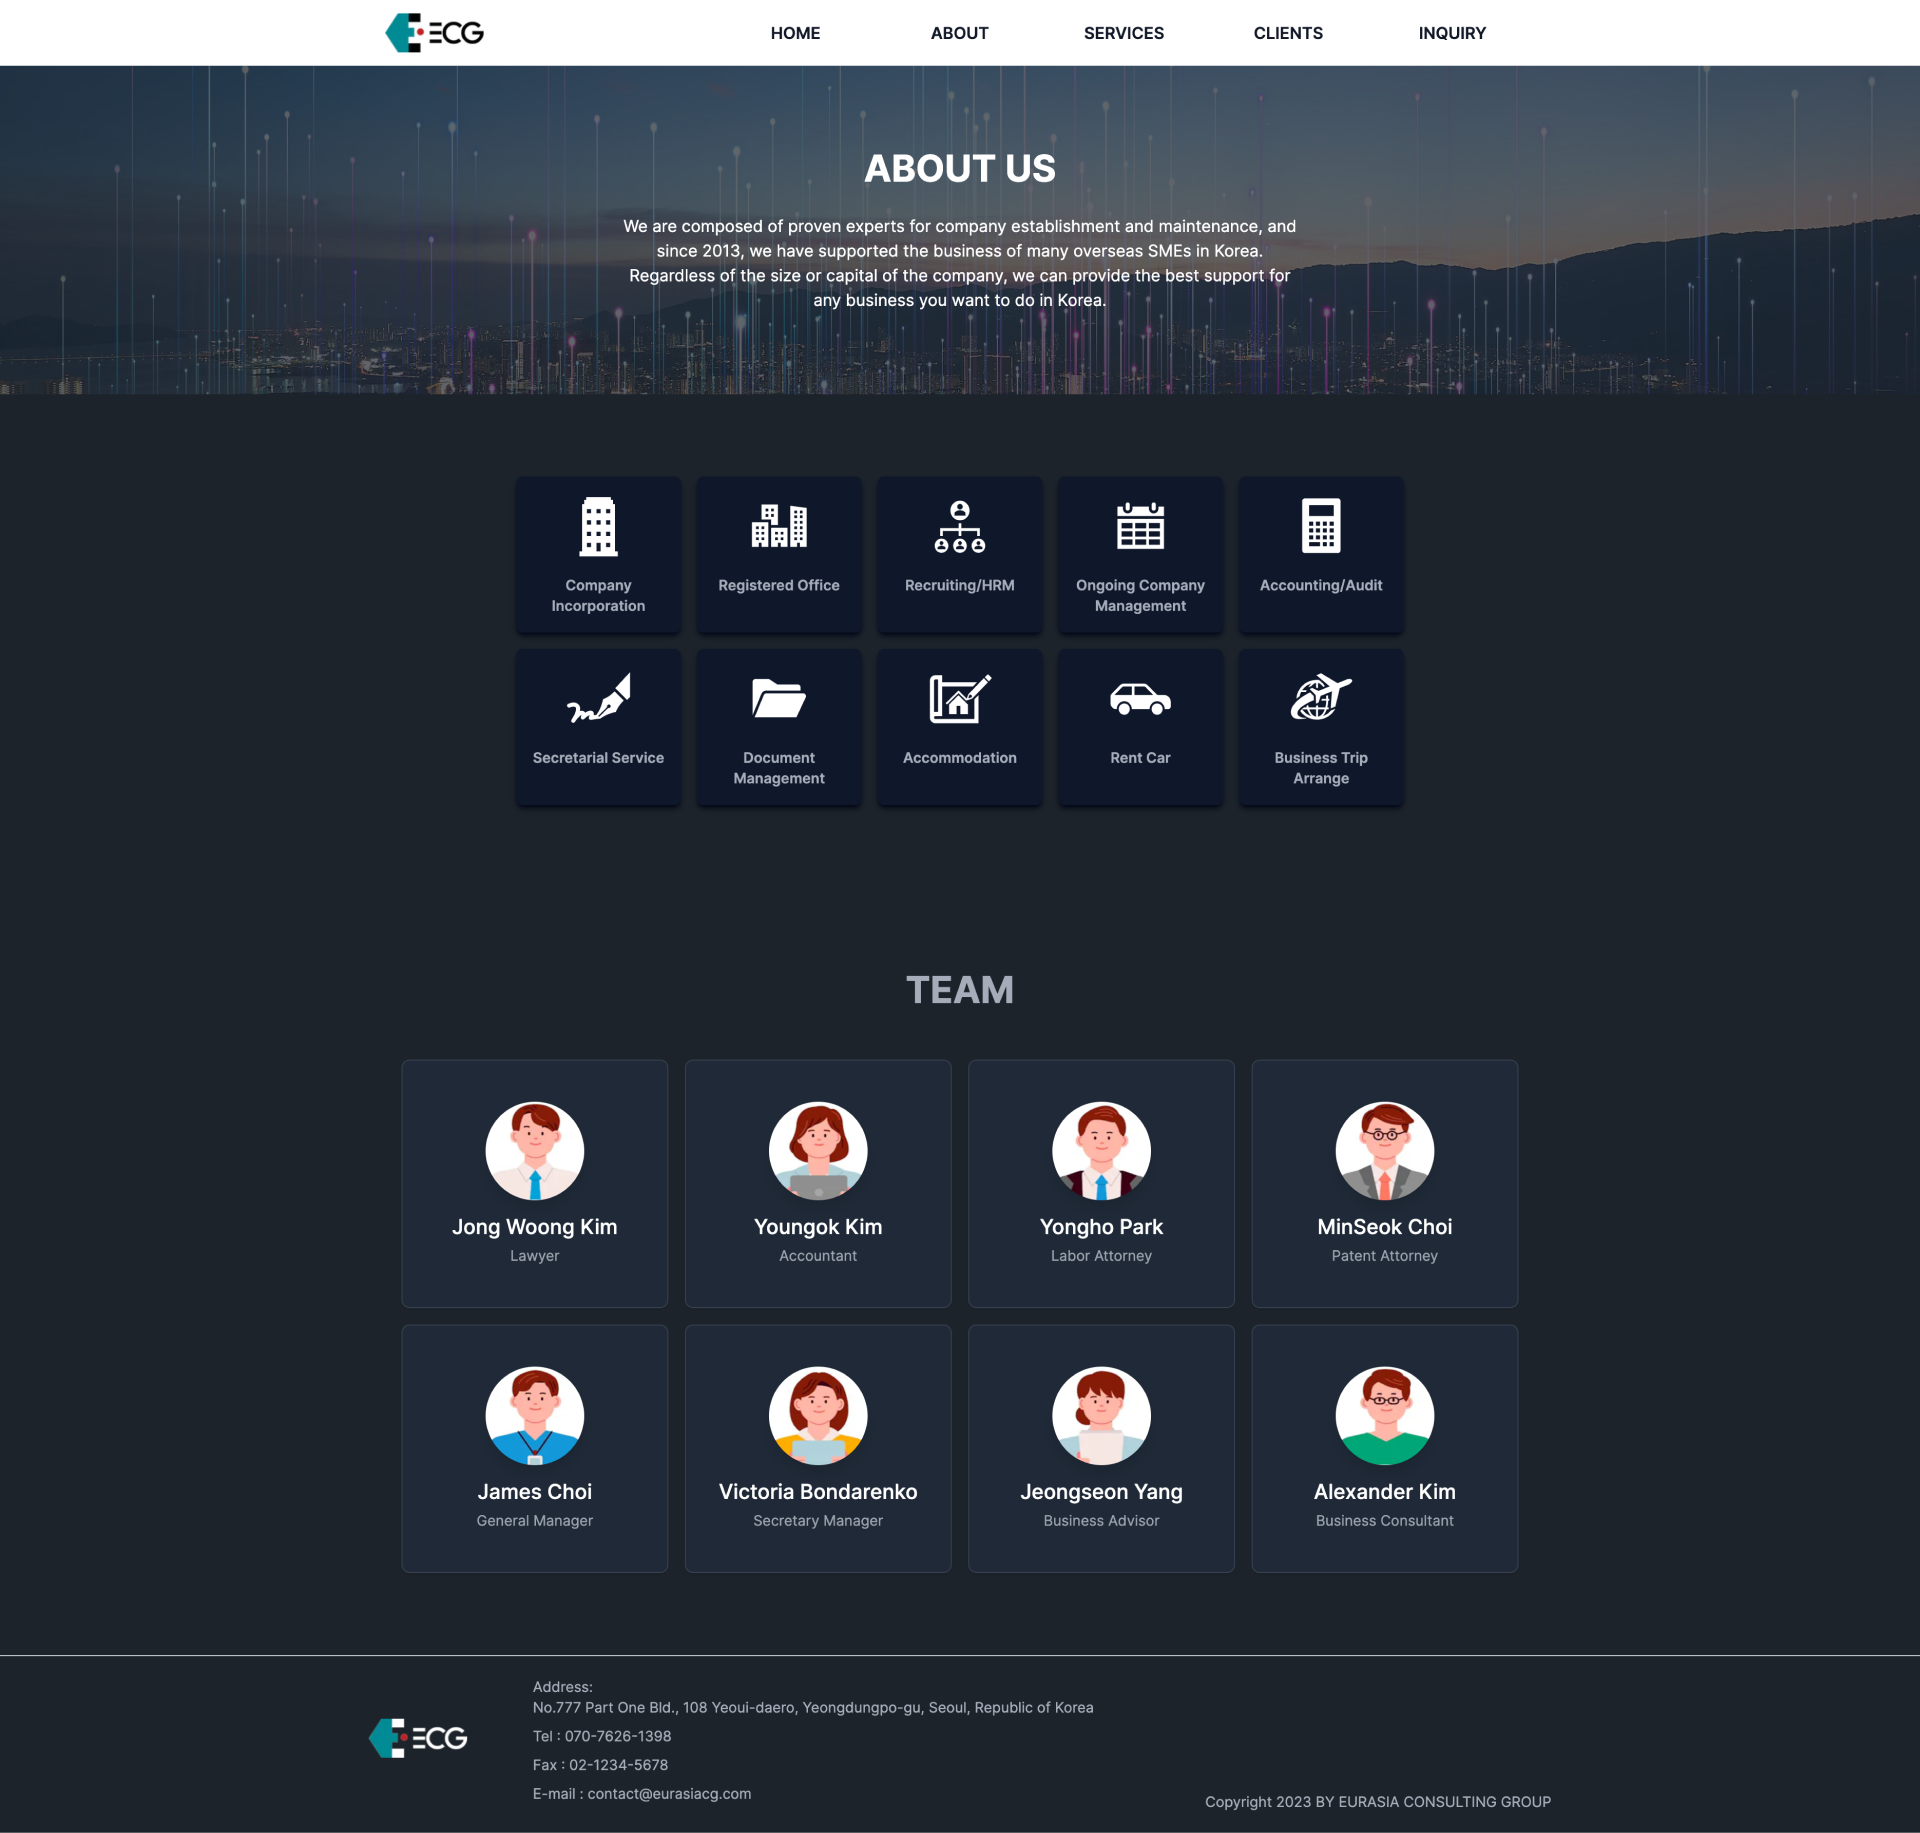 ECG
HOME
ABOUT
SERVICES
CLIENTS
INQUIRY
ABOUT US
We are composed of proven experts for company establishment and maintenance, and
since 2013, we have supported the business of many overseas SMEs in Korea.
Regardless of the size or capital of the company, we can provide the best support for
any business you want to do in Korea.
Company
Incorporation
Registered Office
Recruiting/HRM
Ongoing Company
Management
Accounting/Audit
Secretarial Service
Document
Management
Accommodation
Rent Car
Business Trip
Arrange
TEAM
Jong Woong Kim
Lawyer
Youngok Kim
Accountant
Yongho Park
Labor Attorney
MinSeok Choi
Patent Attorney
James Choi
General Manager
Victoria Bondarenko
Secretary Manager
Jeongseon Yang
Business Advisor
Alexander Kim
Business Consultant
ECG
Address:
No.777 Part One Bld., 108 Yeoui-daero, Yeongdungpo-gu, Seoul, Republic of Korea
Tel : 070-7626-1398
Fax : 02-1234-5678
E-mail : contact@eurasiacg.com
Copyright 2023 BY EURASIA CONSULTING GROUP